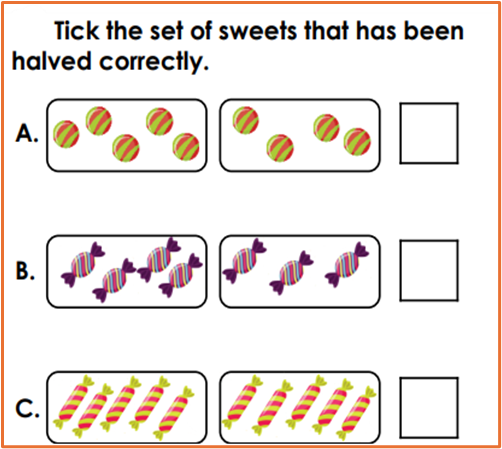 Tick the set of sweets that has been
halved correctly.
A.
B.
C.